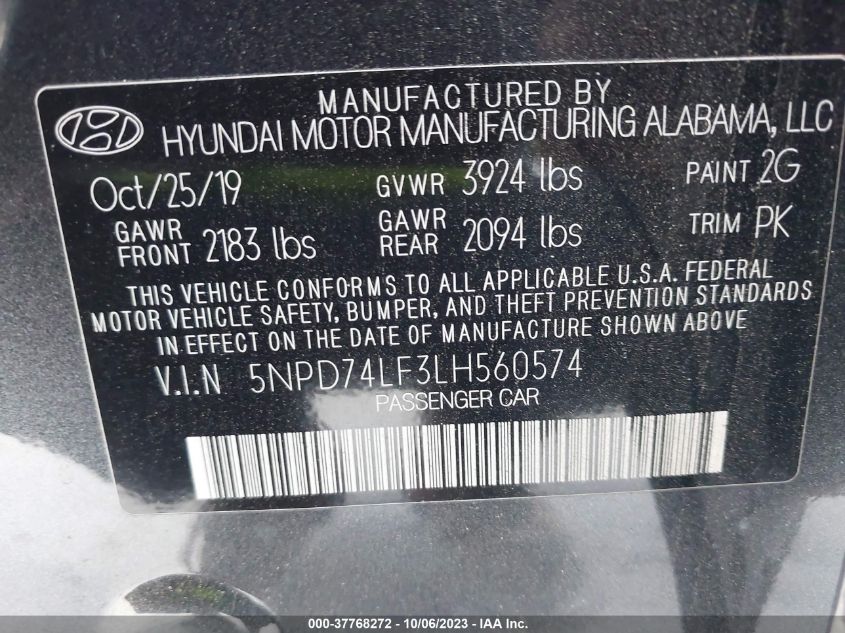 MANUFACTURED BY
HYUNDAI MOTOR MANUFACTURING ALABAMA, LLC
Oct/25/19 GVWR 3924 lbs PAINT 2G
GAWR FRONT 2183 lbs GAWR REAR 2094 lbs TRIM PK
THIS VEHICLE CONFORMS TO ALL APPLICABLE U.S.A. FEDERAL
MOTOR VEHICLE SAFETY, BUMPER, AND THEFT PREVENTION STANDARDS
IN EFFECT ON THE DATE OF MANUFACTURE SHOWN ABOVE
V.I.N 5NPD74LF3LH560574
PASSENGER CAR
000-37768272 - 10/06/2023 - IAA Inc.